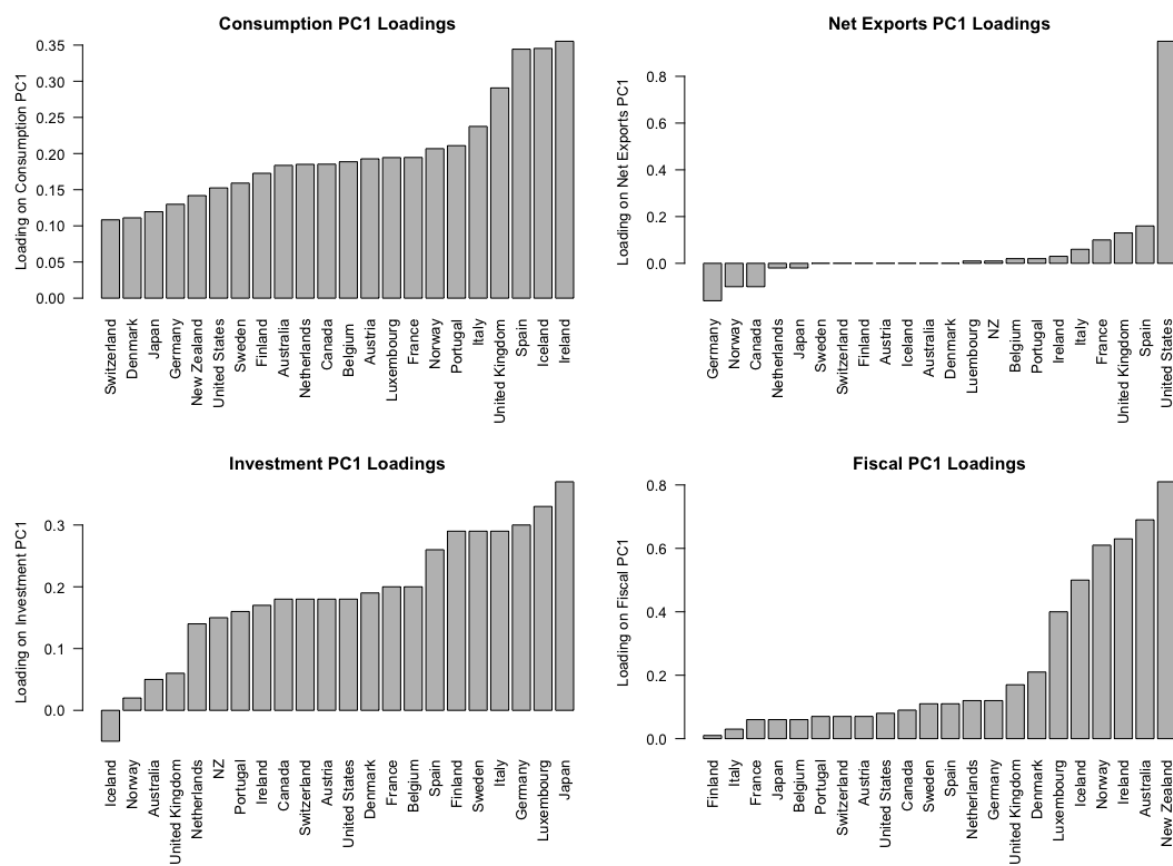 Consumption PC1 Loadings
Loading on Consumption PC1
0.35
0.30
0.25
0.20
0.15
0.10
0.05
0.00
Switzerland
Denmark
Japan
Germany
New Zealand
United States
Sweden
Finland
Australia
Netherlands
Canada
Belgium
Austria
Luxembourg
France
Norway
Portugal
Italy
United Kingdom
Spain
Iceland
Ireland
Net Exports PC1 Loadings
Loading on Net Exports PC1
0.8
0.6
0.4
0.2
0.0
Germany
Norway
Canada
Netherlands
Japan
Sweden
Switzerland
Finland
Austria
Iceland
Australia
Denmark
Luembourg
NZ
Belgium
Portugal
Ireland
Italy
France
United Kingdom
Spain
United States
Investment PC1 Loadings
Loading on Investment PC1
0.3
0.2
0.1
0.0
Iceland
Norway
Australia
United Kingdom
Netherlands
NZ
Portugal
Ireland
Canada
Switzerland
Austria
United States
Denmark
France
Belgium
Spain
Finland
Sweden
Italy
Germany
Luxembourg
Japan
Fiscal PC1 Loadings
Loading on Fiscal PC1
0.8
0.6
0.4
0.2
0.0
Finland
Italy
France
Japan
Belgium
Portugal
Switzerland
Austria
United States
Canada
Sweden
Spain
Netherlands
Germany
United Kingdom
Denmark
Luxembourg
Iceland
Norway
Ireland
Australia
New Zealand